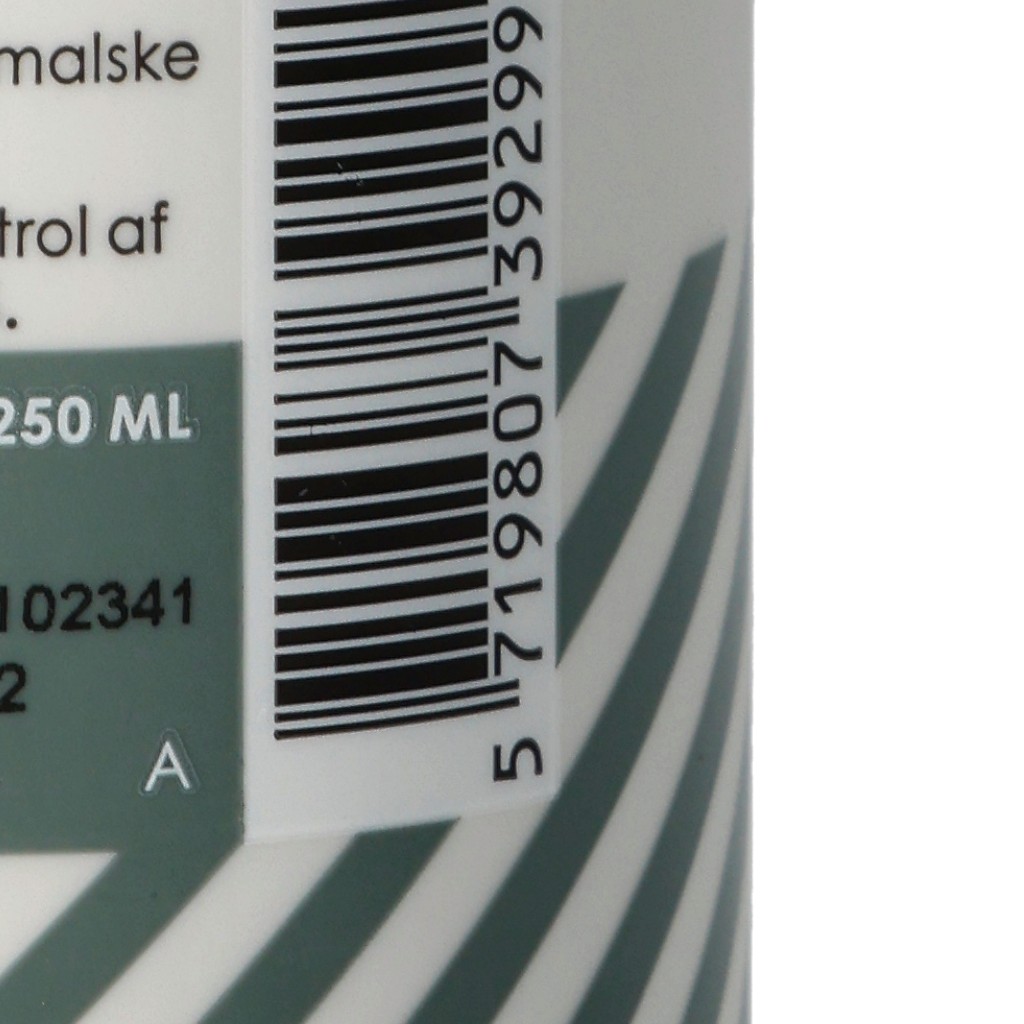 malske
trol af
.
250 ML
102341
2
A
5 719807 39299